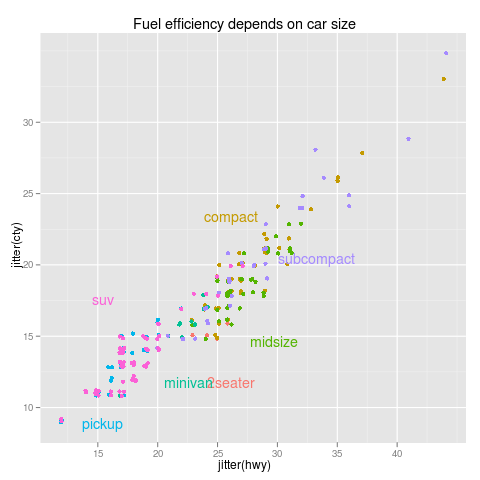 Fuel efficiency depends on car size
jitter(cty)
30
25
20
15
10
compact
subcompact
suv
midsize
minivan
2seater
pickup
15
20
25
30
35
40
jitter(hwy)